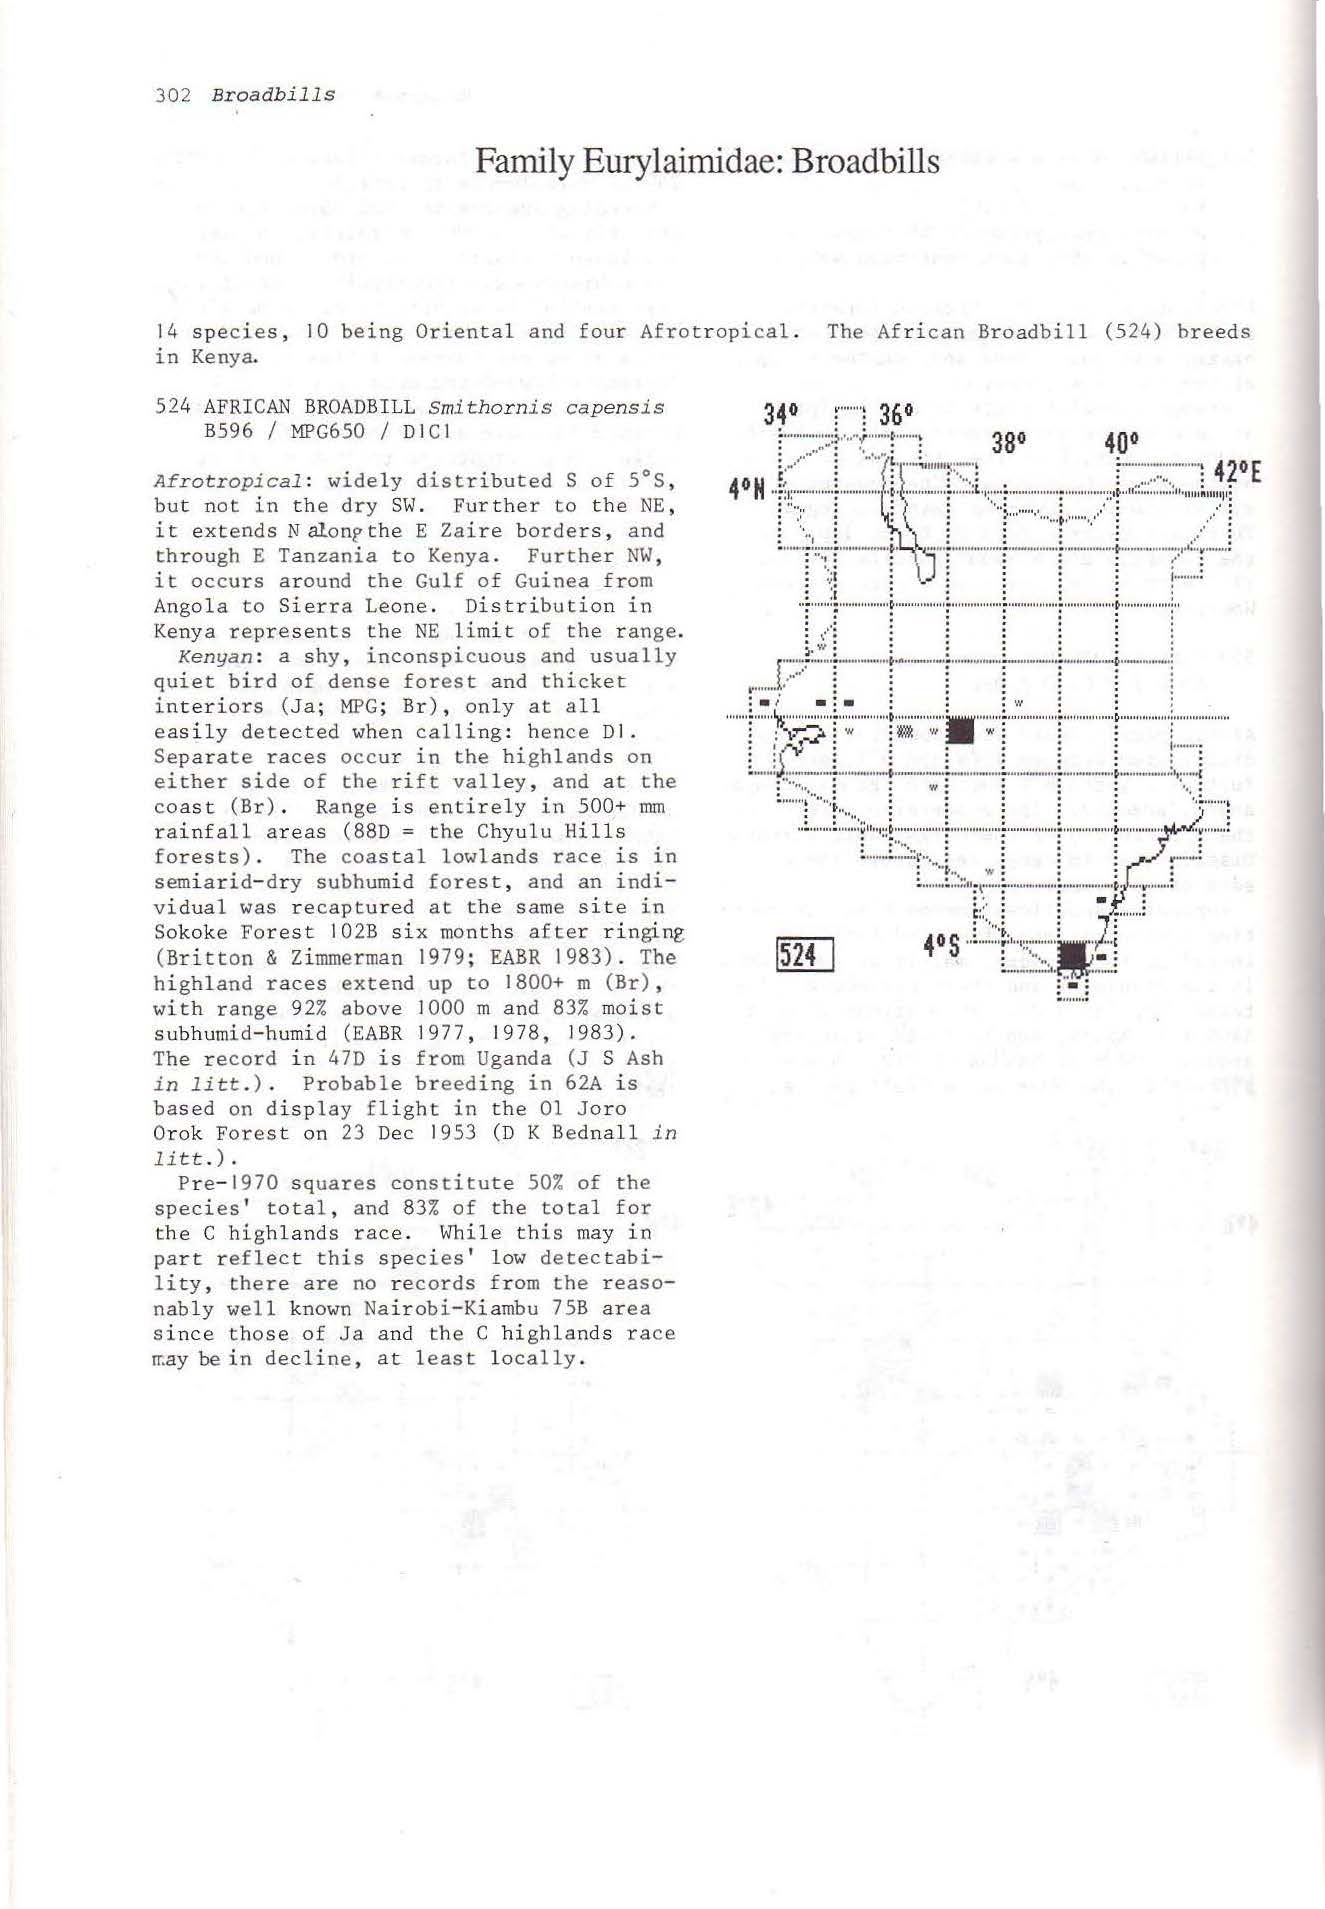 302 Broadbills
Family Eurylaimidae: Broadbills
14 species, 10 being Oriental and four Afrotropical. The African Broadbill (524) breeds
in Kenya.
524 AFRICAN BROADBILL Smithornis capensis
B596 / MPG650 / D1C1
Afrotropical: widely distributed S of 5°S,
but not in the dry SW. Further to the NE,
it extends N along the E Zaire borders, and
through E Tanzania to Kenya. Further NW,
it occurs around the Gulf of Guinea from
Angola to Sierra Leone. Distribution in
Kenya represents the NE limit of the range.
Kenyan: a shy, inconspicuous and usually
quiet bird of dense forest and thicket
interiors (Ja; MPG; Br), only at all
easily detected when calling: hence D1.
Separate races occur in the highlands on
either side of the rift valley, and at the
coast (Br). Range is entirely in 500+ mm
rainfall areas (88D = the Chyulu Hills
forests). The coastal lowlands race is in
semiarid-dry subhumid forest, and an indi-
vidual was recaptured at the same site in
Sokoke Forest 102B six months after ringing
(Britton & Zimmerman 1979; EABR 1983). The
highland races extend up to 1800+ m (Br),
with range 92% above 1000 m and 83% moist
subhumid-humid (EABR 1977, 1978, 1983).
The record in 47D is from Uganda (J S Ash
in litt.). Probable breeding in 62A is
based on display flight in the Ol Joro
Orok Forest on 23 Dec 1953 (D K Bednall in
litt.).
Pre-1970 squares constitute 50% of the
species' total, and 83% of the total for
the C highlands race. While this may in
part reflect this species' low detectabi-
lity, there are no records from the reaso-
nably well known Nairobi-Kiambu 75B area
since those of Ja and the C highlands race
may be in decline, at least locally.
34° 36°
38° 40°
42°E
4°N
4°S
524